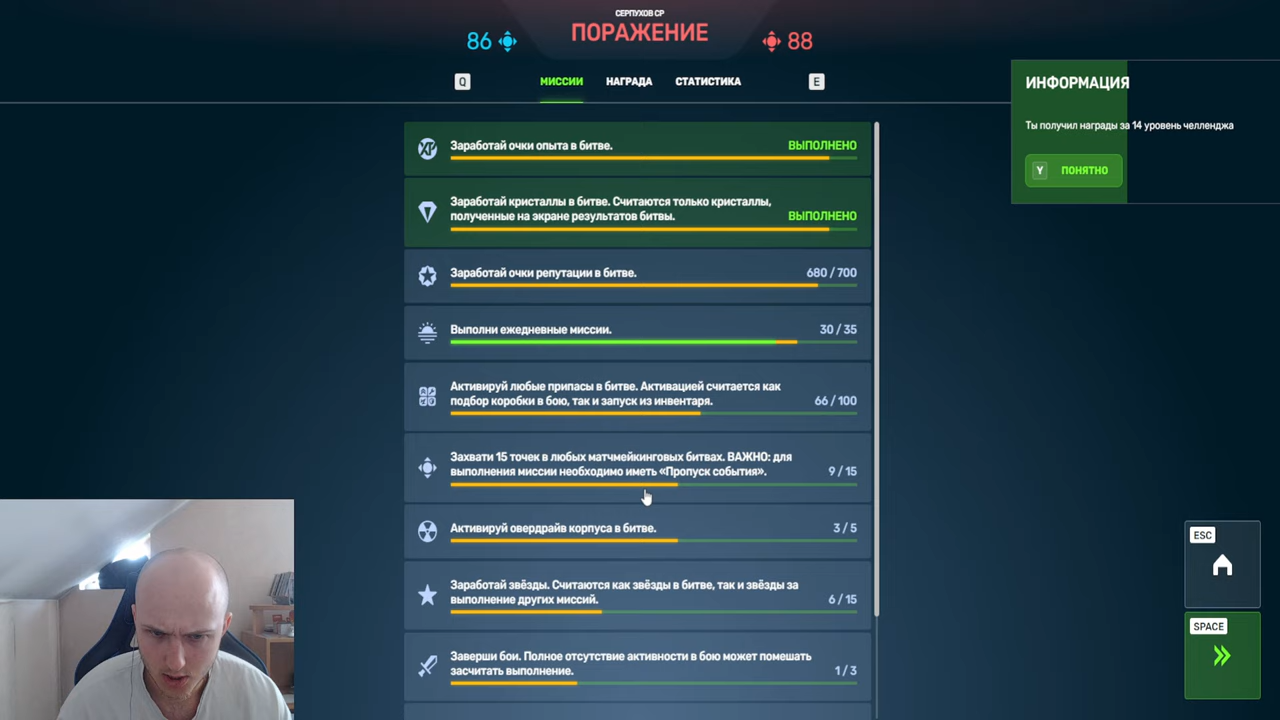 СЕРПУХОВ CP
ПОРАЖЕНИЕ
86
88
Q
МИССИИ
НАГРАДА
СТАТИСТИКА
E
ИНФОРМАЦИЯ
Ты получил награды за 14 уровень челленджа
Y
ПОНЯТНО
Заработай очки опыта в битве.
ВЫПОЛНЕНО
Заработай кристаллы в битве. Считаются только кристаллы,
полученные на экране результатов битвы.
ВЫПОЛНЕНО
Заработай очки репутации в битве.
680 / 700
Выполни ежедневные миссии.
30 / 35
Активируй любые припасы в битве. Активацией считается как
подбор коробки в бою, так и запуск из инвентаря.
66 / 100
Захвати 15 точек в любых матчмейкинговых битвах. ВАЖНО: для
выполнения миссии необходимо иметь «Пропуск события».
9 / 15
Активируй овердрайв корпуса в битве.
3 / 5
Заработай звёзды. Считаются как звёзды в битве, так и звёзды за
выполнение других миссий.
6 / 15
Заверши бои. Полное отсутствие активности в бою может помешать
засчитать выполнение.
1 / 3
ESC
SPACE